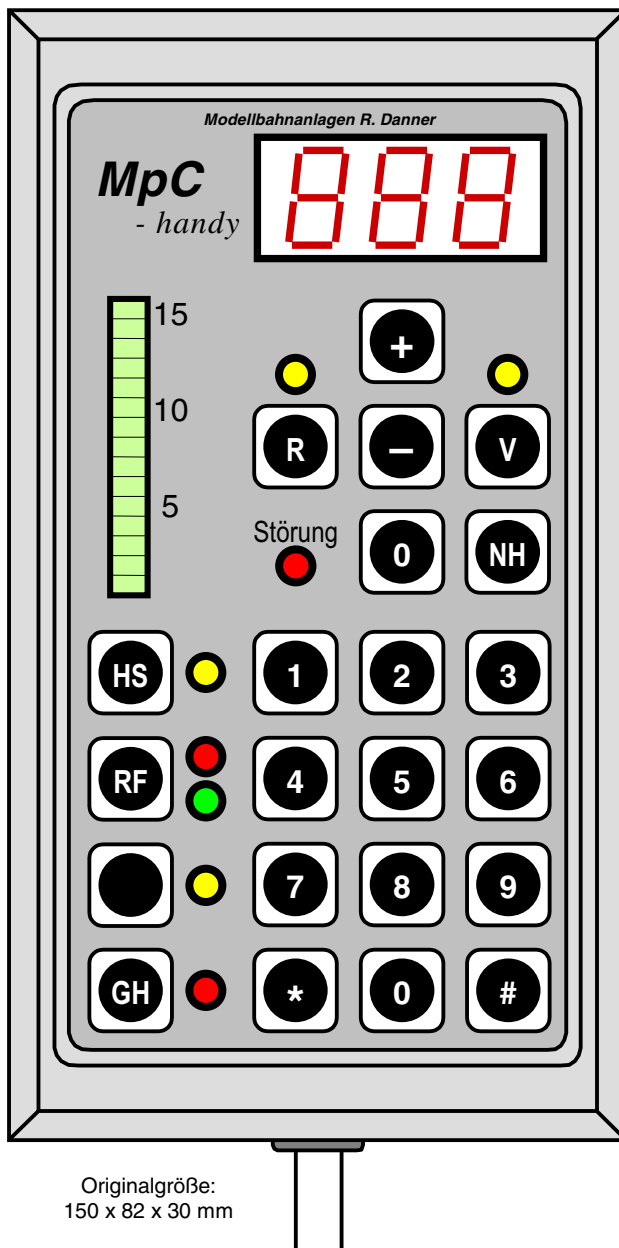 Modellbahnanlagen R. Danner
MpC
- handy
888
15
10
5
+
R
–
V
Störung
0
NH
HS
1
2
3
RF
4
5
6
7
8
9
GH
*
0
#
Originalgröße:
150 x 82 x 30 mm